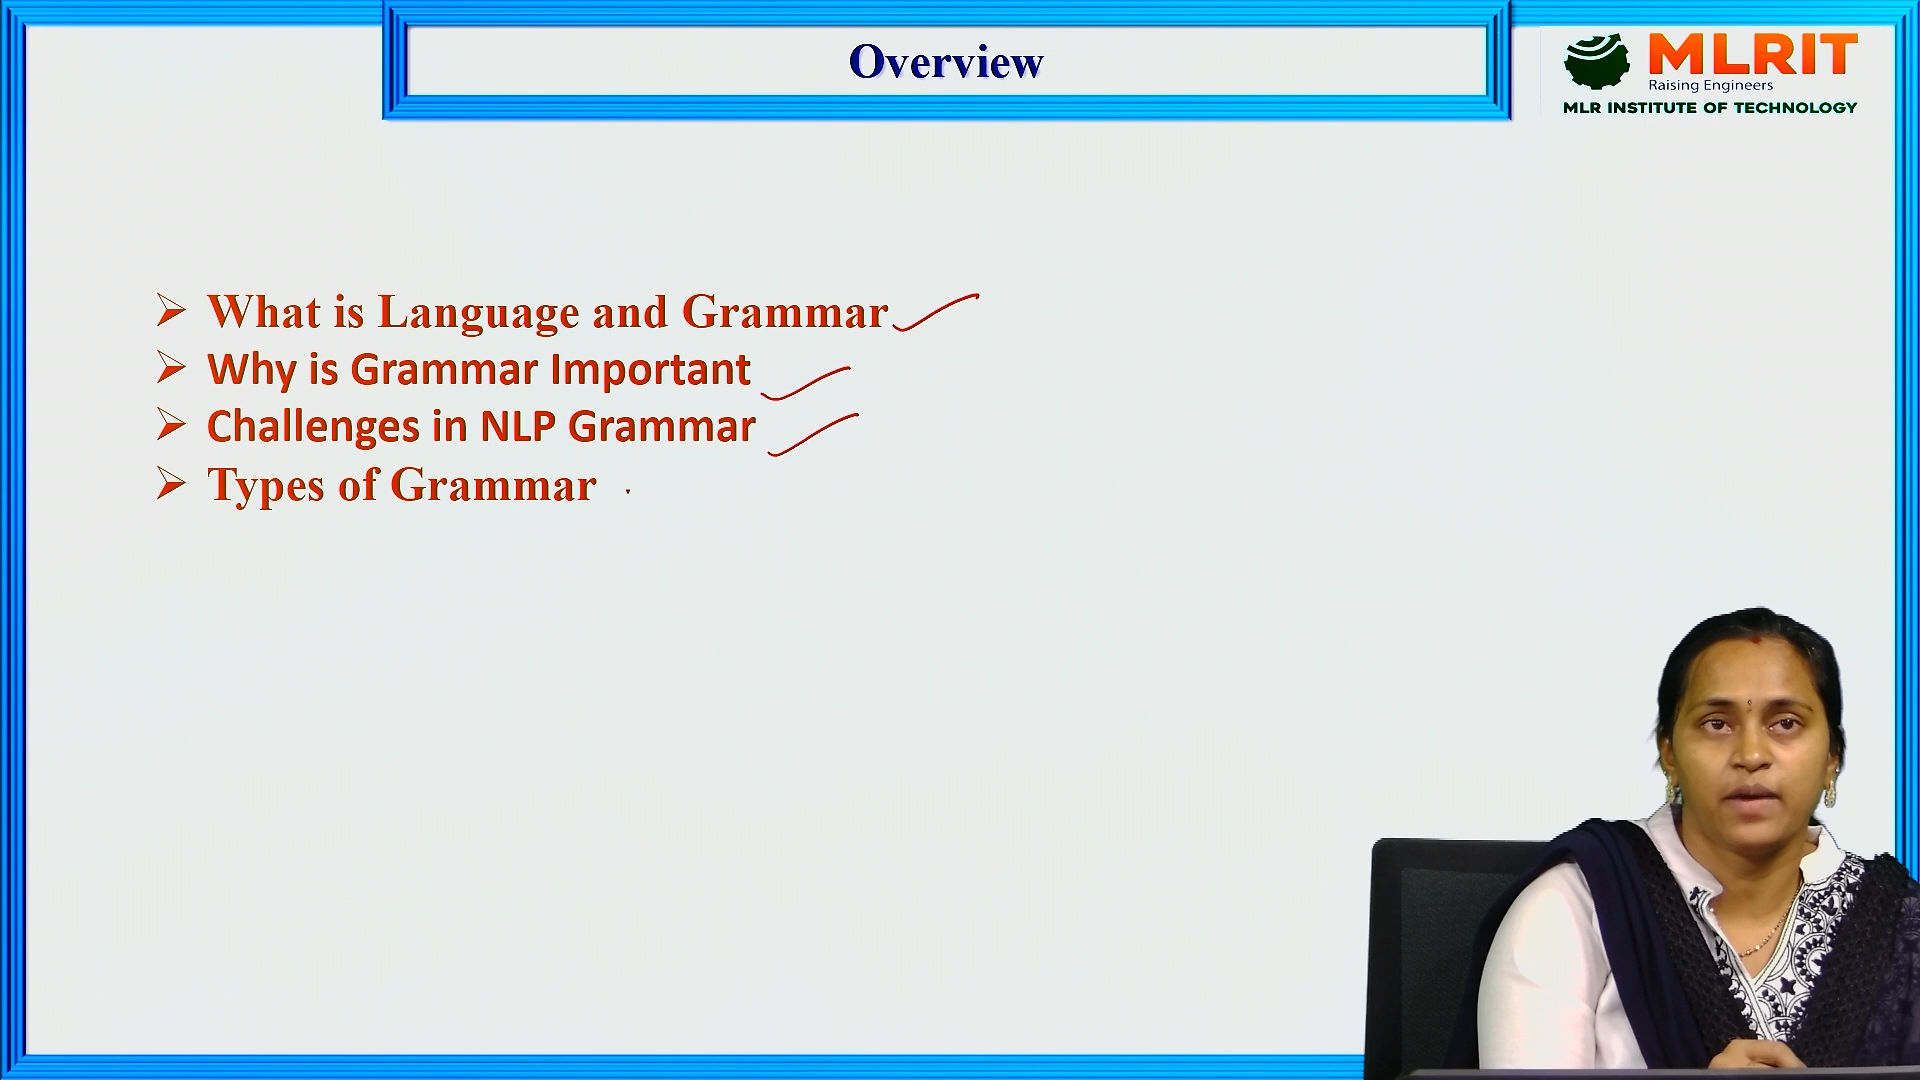 Overview
MLRIT
Raising Engineers
MLR INSTITUTE OF TECHNOLOGY
What is Language and Grammar
Why is Grammar Important
Challenges in NLP Grammar
Types of Grammar